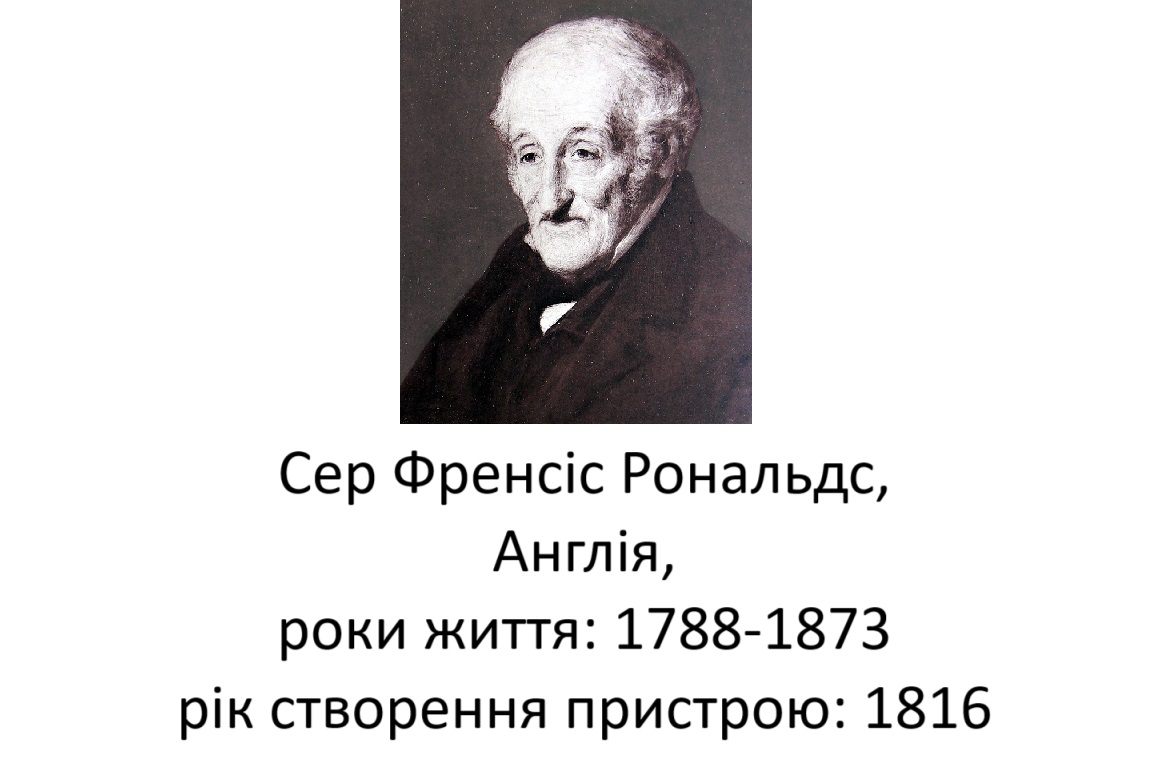 Сер Френсіс Рональдс,
Англія,
роки життя: 1788-1873
рік створення пристрою: 1816